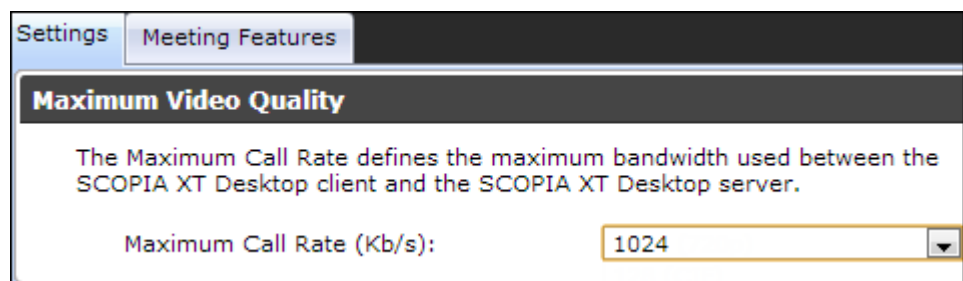 Settings Meeting Features
Maximum Video Quality
The Maximum Call Rate defines the maximum bandwidth used between the
SCOPIA XT Desktop client and the SCOPIA XT Desktop server.
Maximum Call Rate (Kb/s): 1024